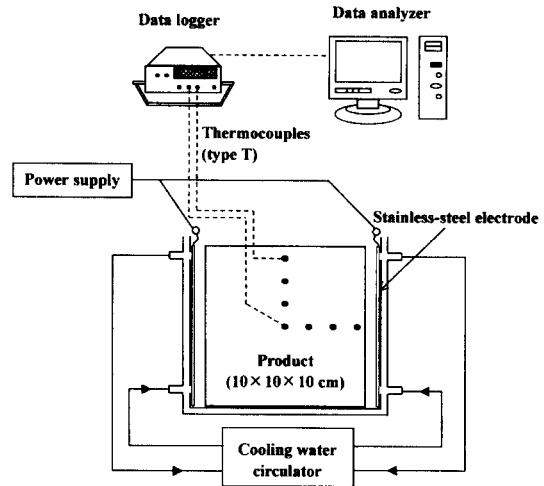 Data logger
Data analyzer
Thermocouples
(type T)
Power supply
Stainless-steel electrode
Product
(10×10×10 cm)
Cooling water
circulator